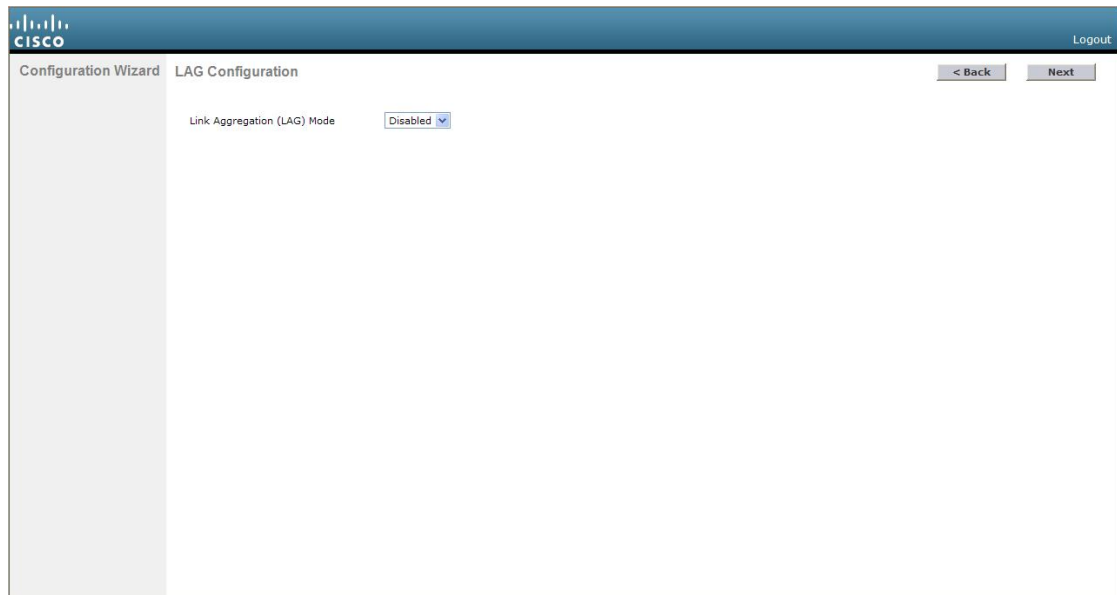 CISCO
Logout
Configuration Wizard
LAG Configuration
< Back
Next
Link Aggregation (LAG) Mode
Disabled